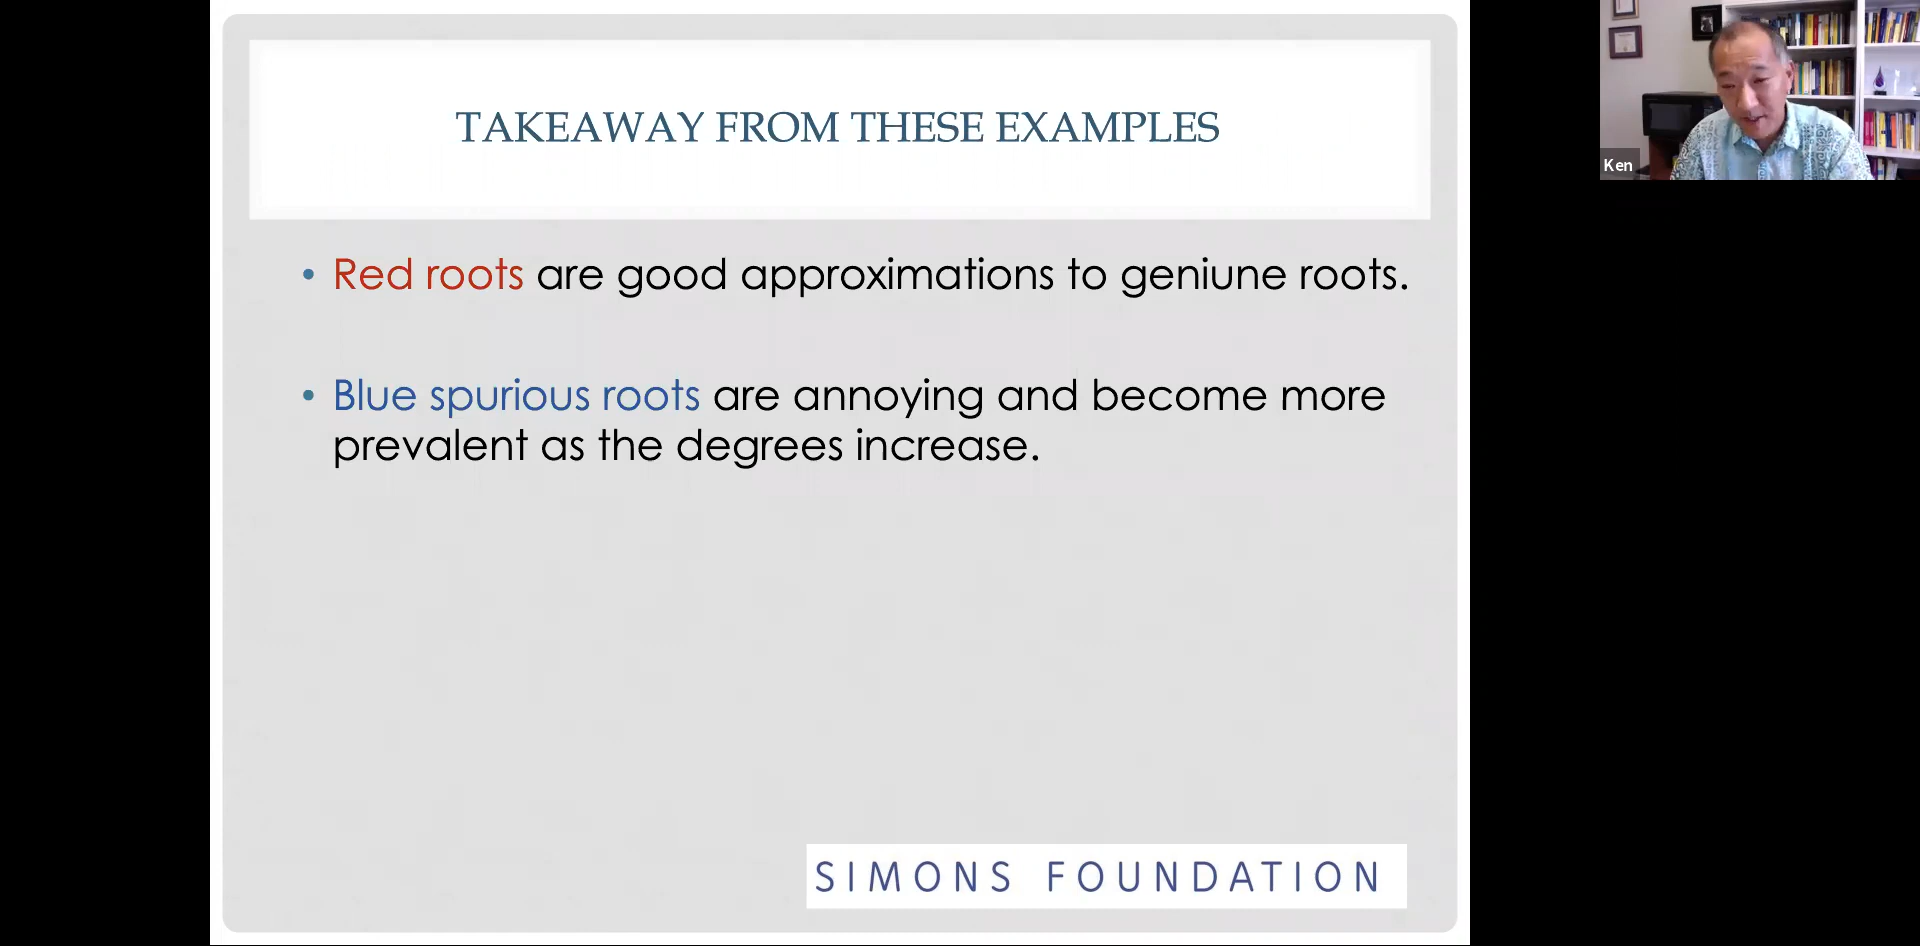 TAKEAWAY FROM THESE EXAMPLES
• Red roots are good approximations to geniune roots.
• Blue spurious roots are annoying and become more
prevalent as the degrees increase.
SIMONS FOUNDATION
Ken